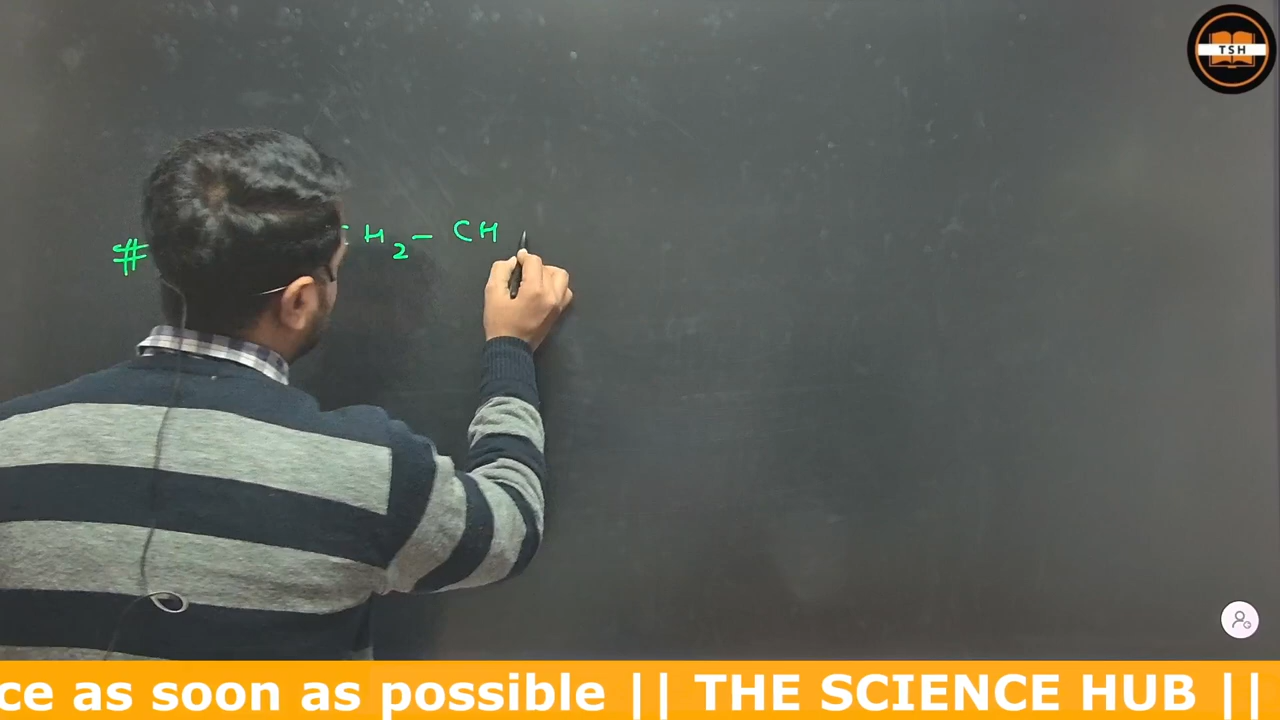 TSH
# H2 - CH
ce as soon as possible || THE SCIENCE HUB ||